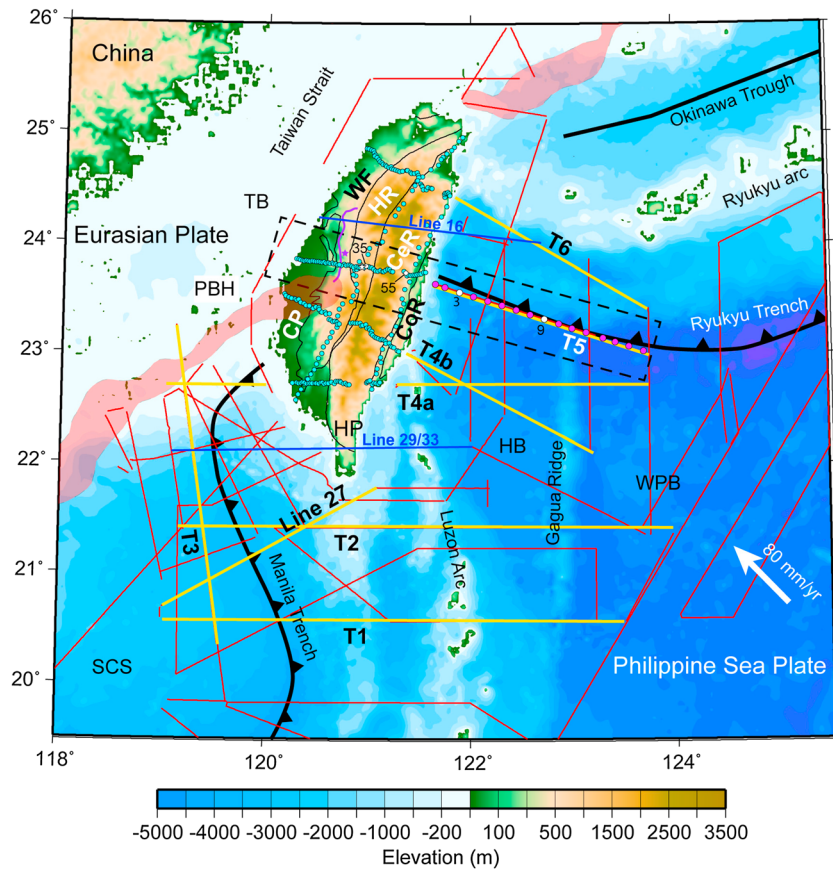 26°
China
Taiwan Strait
Okinawa Trough
25°
WF
Ryukyu arc
TB
HR
Line 16
T6
24°
Eurasian Plate
35
CeR
PBH
55
3
Ryukyu Trench
CP
CoR
9
T5
23°
T4b
T4a
HP
Line 29/33
22°
HB
Gagua Ridge
WPB
Line 27
T3
T2
Luzon Arc
80 mm/yr
Manila Trench
T1
SCS
Philippine Sea Plate
20°
21°
118°
120°
122°
124°
-5000 -4000 -3000 -2000 -1000 -200 100 500 1500 2500 3500
Elevation (m)